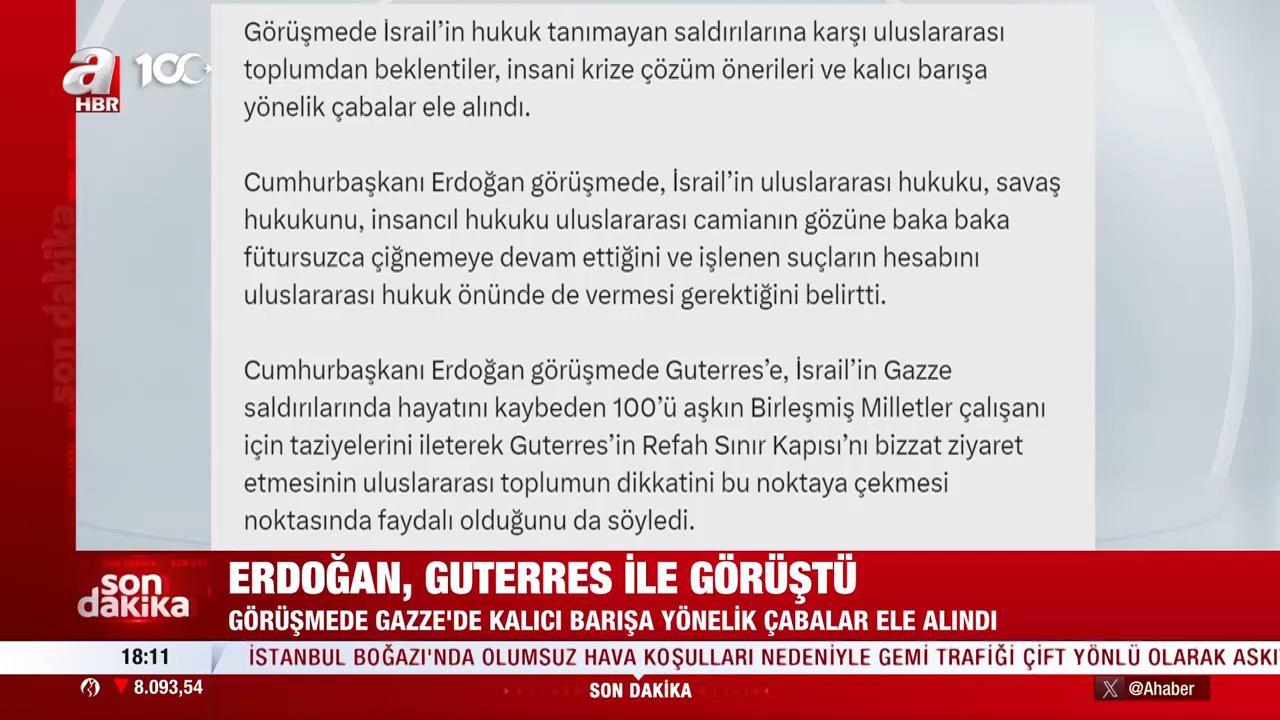 a
HBR
100
Görüşmede İsrail'in hukuk tanımayan saldırılarına karşı uluslararası
toplumdan beklentiler, insani krize çözüm önerileri ve kalıcı barışa
yönelik çabalar ele alındı.
Cumhurbaşkanı Erdoğan görüşmede, İsrail'in uluslararası hukuku, savaş
hukukunu, insancıl hukuku uluslararası camianın gözüne baka baka
fütursuzca çiğnemeye devam ettiğini ve işlenen suçların hesabını
uluslararası hukuk önünde de vermesi gerektiğini belirtti.
Cumhurbaşkanı Erdoğan görüşmede Guterres'e, İsrail'in Gazze
saldırılarında hayatını kaybeden 100'ü aşkın Birleşmiş Milletler çalışanı
için taziyelerini ileterek Guterres'in Refah Sınır Kapısı'nı bizzat ziyaret
etmesinin uluslararası toplumun dikkatini bu noktaya çekmesi
noktasında faydalı olduğunu da söyledi.
son dakika
son
dakika
ERDOĞAN, GUTERRES İLE GÖRÜŞTÜ
GÖRÜŞMEDE GAZZE'DE KALICI BARIŞA YÖNELİK ÇABALAR ELE ALINDI
18:11
İSTANBUL BOĞAZI'NDA OLUMSUZ HAVA KOŞULLARI NEDENİYLE GEMİ TRAFİĞİ ÇİFT YÖNLÜ OLARAK ASKI
8.093,54
SON DAKİKA
X @Ahaber